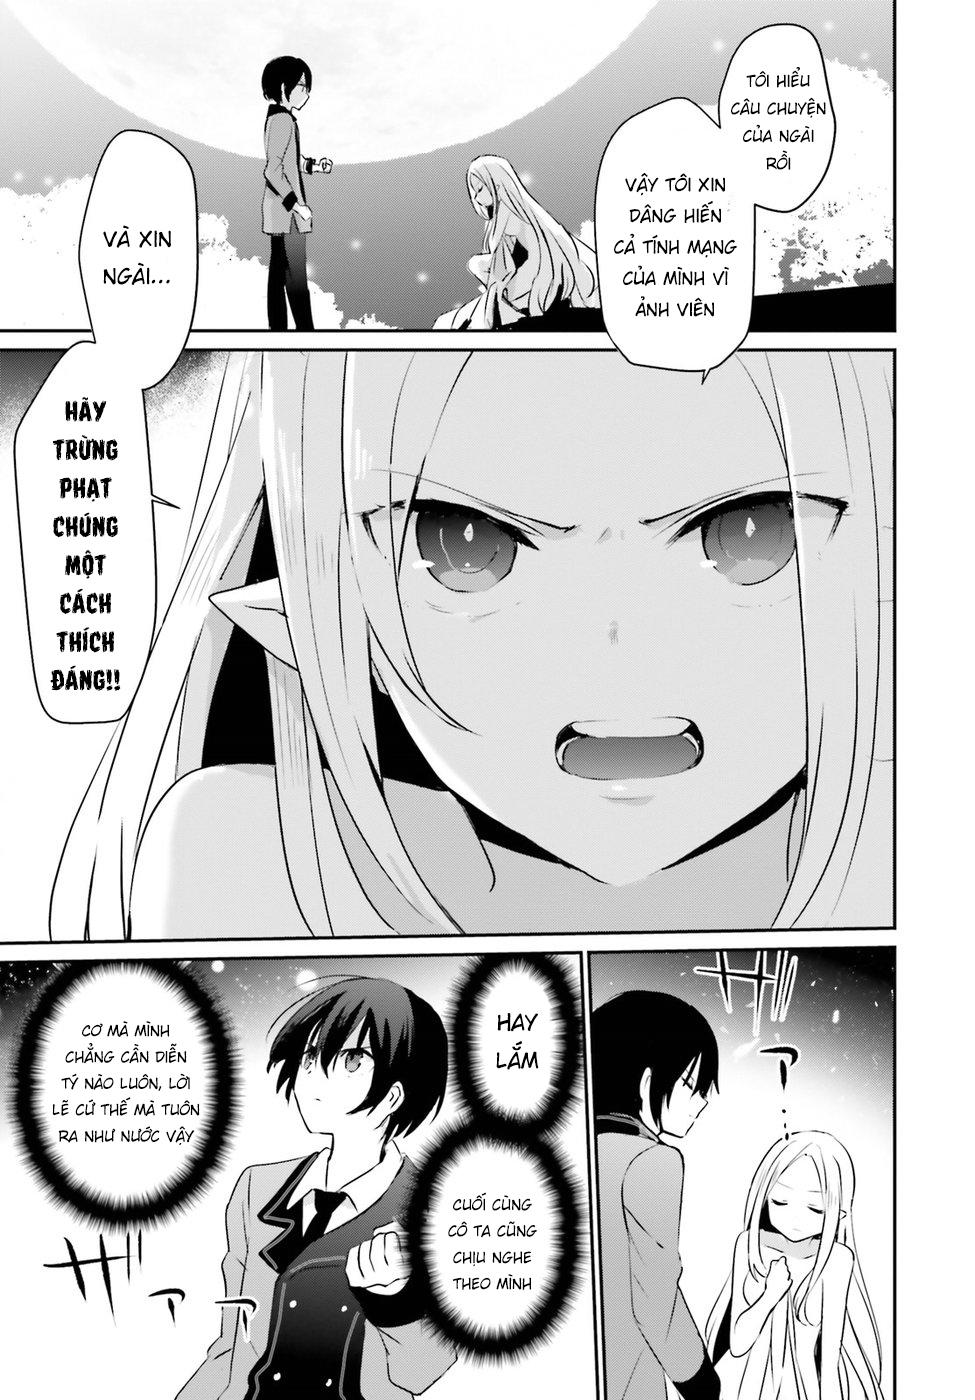 TÔI HIỂU
CÂU CHUYỆN
CỦA NGÀI
RỒI
VẬY TÔI XIN
DÂNG HIẾN
CẢ TÍNH MẠNG
CỦA MÌNH VÌ
ẢNH VIÊN
VÀ XIN
NGÀI...
HÃY
TRỪNG
PHẠT
CHÚNG
MỘT
CÁCH
THÍCH
ĐÁNG!!
HAY
LẮM
CUỐI CÙNG
CÔ TA CŨNG
CHỊU NGHE
THEO MÌNH
CƠ MÀ MÌNH
CHẲNG CẦN DIỄN
TÝ NÀO LUÔN, LỜI
LẼ CỨ THẾ MÀ TUÔN
RA NHƯ NƯỚC VẬY